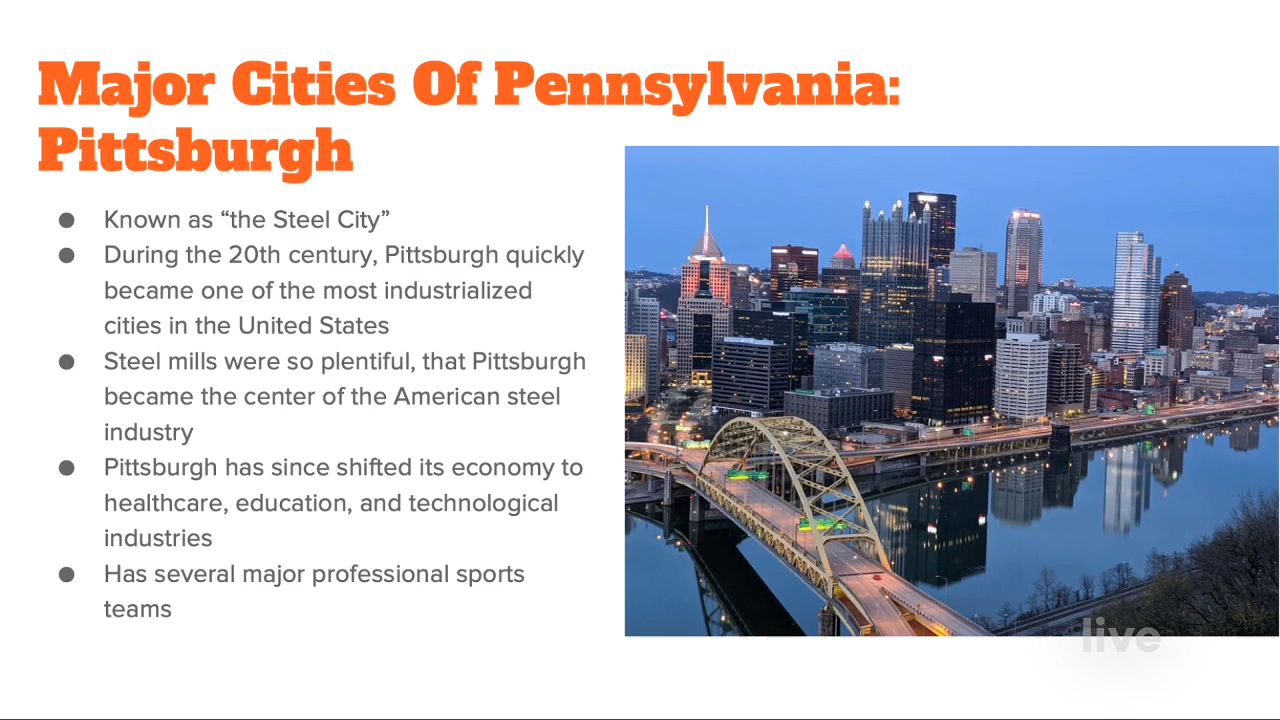 Major Cities Of Pennsylvania:
Pittsburgh
● Known as “the Steel City”
● During the 20th century, Pittsburgh quickly
became one of the most industrialized
cities in the United States
● Steel mills were so plentiful, that Pittsburgh
became the center of the American steel
industry
● Pittsburgh has since shifted its economy to
healthcare, education, and technological
industries
● Has several major professional sports
teams
live